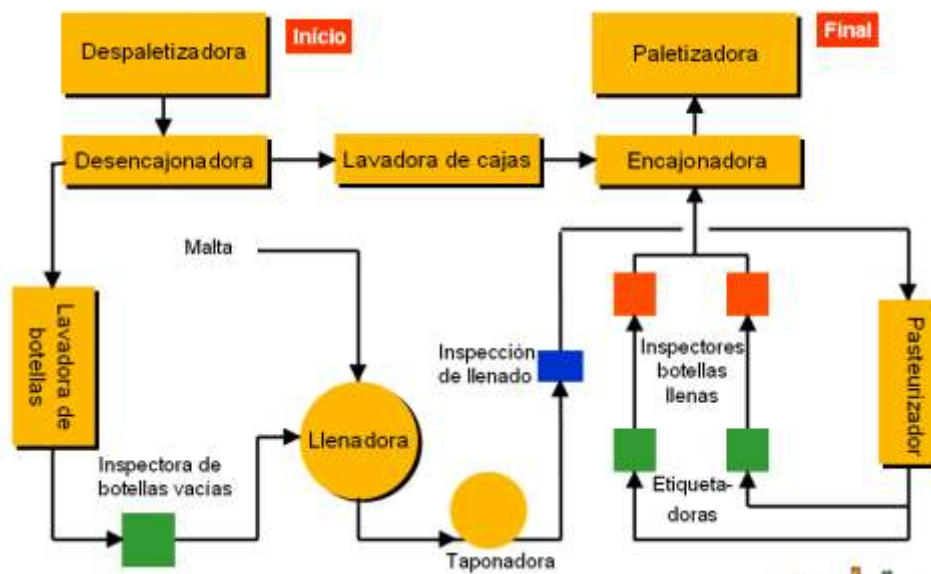 Despaletizadora
Início
Paletizadora
Final
Desencajonadora
Lavadora de cajas
Encajonadora
Malta
Lavadora de
botellas
Inspección
de llenado
Inspectores
botellas
llenas
Pasteurizador
Llenadora
Inspectora de
botellas vacias
Etiqueta-
doras
Taponadora